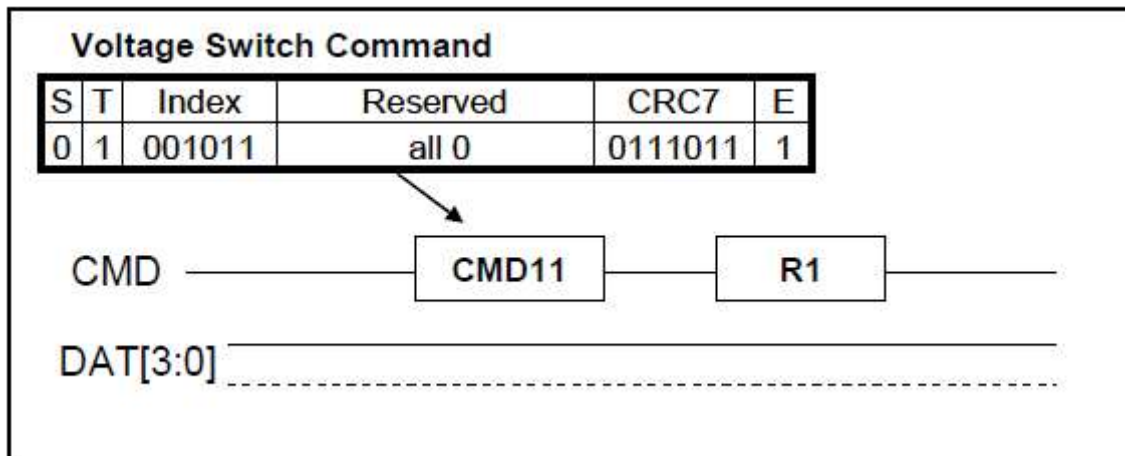 Voltage Switch Command
S T Index Reserved CRC7 E
0 1 001011 all 0 0111011 1
CMD CMD11 R1
DAT[3:0]